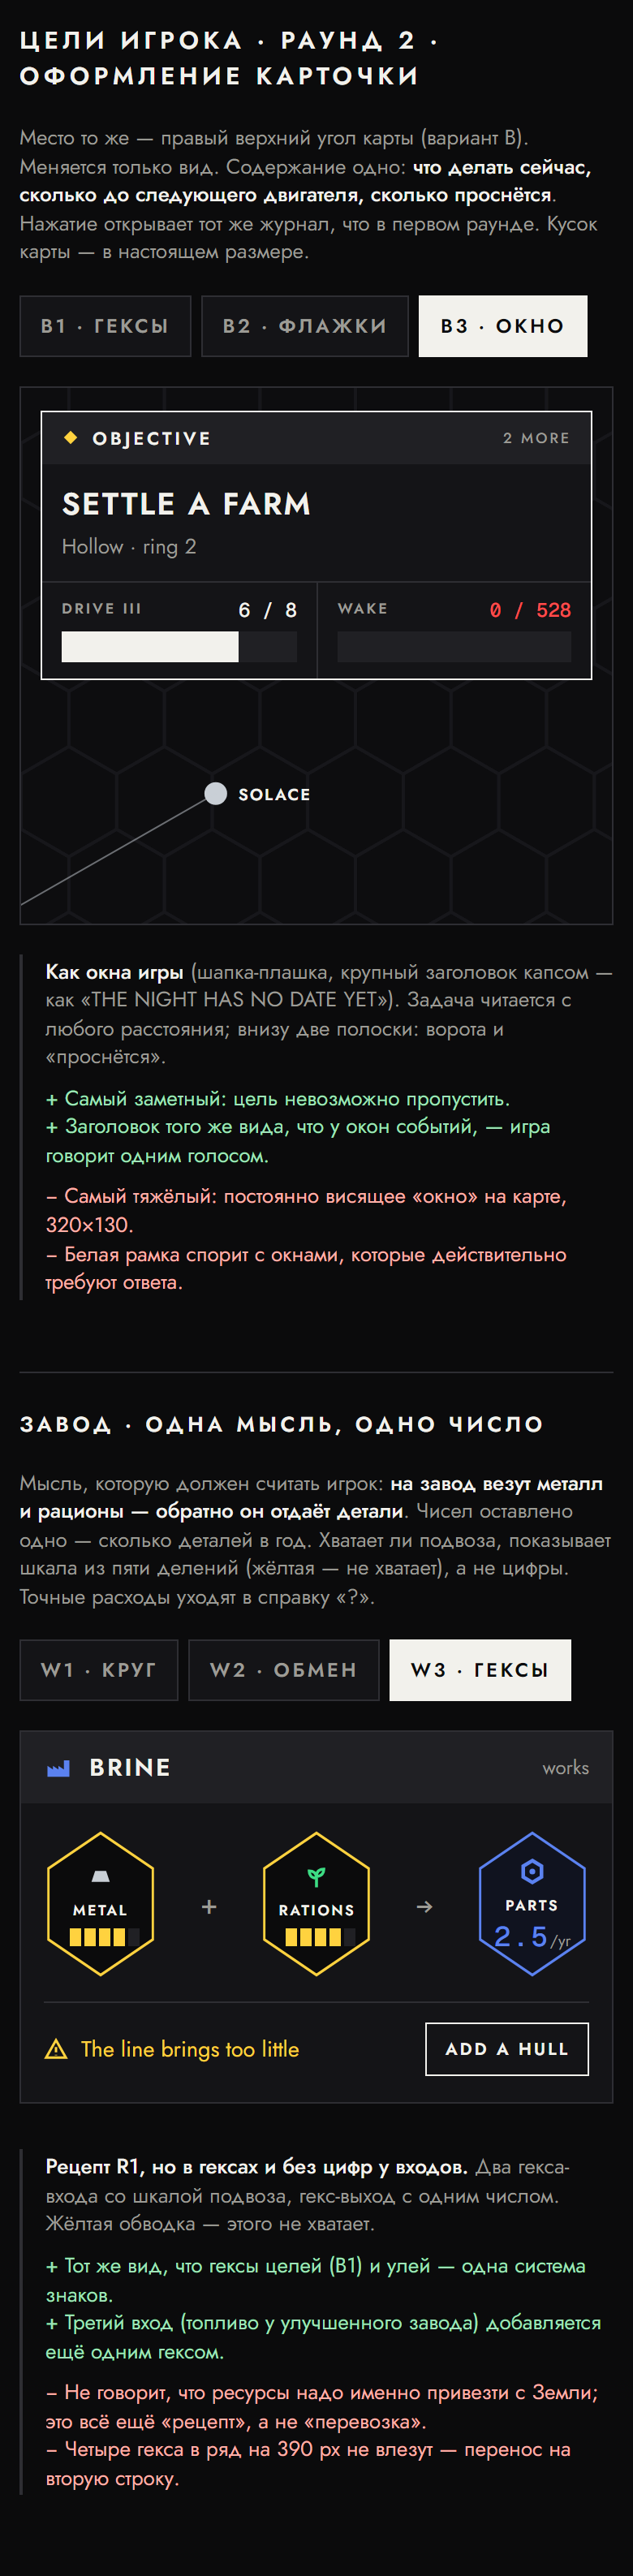 ЦЕЛИ ИГРОКА · РАУНД 2 ·
ОФОРМЛЕНИЕ КАРТОЧКИ
Место то же — правый верхний угол карты (вариант B).
Меняется только вид. Содержание одно: что делать сейчас,
сколько до следующего двигателя, сколько проснётся.
Нажатие открывает тот же журнал, что в первом раунде. Кусок
карты — в настоящем размере.
B1 · ГЕКСЫ
B2 · ФЛАЖКИ
B3 · ОКНО
OBJECTIVE
2 MORE
SETTLE A FARM
Hollow · ring 2
DRIVE III
6 / 8
WAKE
0 / 528
SOLACE
Как окна игры (шапка-плашка, крупный заголовок капсом —
как «THE NIGHT HAS NO DATE YET»). Задача читается с
любого расстояния; внизу две полоски: ворота и
«проснётся».
+ Самый заметный: цель невозможно пропустить.
+ Заголовок того же вида, что у окон событий, — игра
говорит одним голосом.
− Самый тяжёлый: постоянно висящее «окно» на карте,
320×130.
− Белая рамка спорит с окнами, которые действительно
требуют ответа.
ЗАВОД · ОДНА МЫСЛЬ, ОДНО ЧИСЛО
Мысль, которую должен считать игрок: на завод везут металл
и рационы — обратно он отдаёт детали. Чисел оставлено
одно — сколько деталей в год. Хватает ли подвоза, показывает
шкала из пяти делений (жёлтая — не хватает), а не цифры.
Точные расходы уходят в справку «?».
W1 · КРУГ
W2 · ОБМЕН
W3 · ГЕКСЫ
BRINE
works
METAL
+
RATIONS
→
PARTS
2.5/yr
The line brings too little
ADD A HULL
Рецепт R1, но в гексах и без цифр у входов. Два гекса-
входа со шкалой подвоза, гекс-выход с одним числом.
Жёлтая обводка — этого не хватает.
+ Тот же вид, что гексы целей (B1) и улей — одна система
знаков.
+ Третий вход (топливо у улучшенного завода) добавляется
ещё одним гексом.
− Не говорит, что ресурсы надо именно привезти с Земли;
это всё ещё «рецепт», а не «перевозка».
− Четыре гекса в ряд на 390 px не влезут — перенос на
вторую строку.